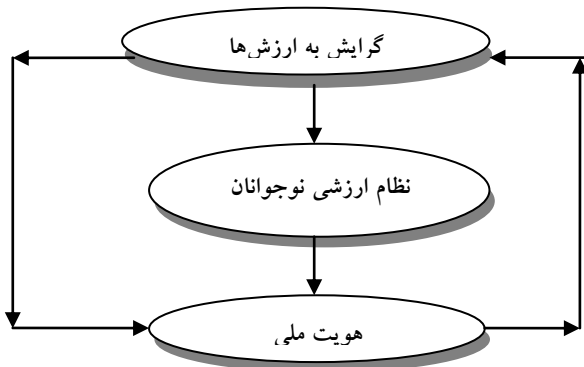 گرایش به ارزش‌ها
نظام ارزشی نوجوانان
هویت ملی